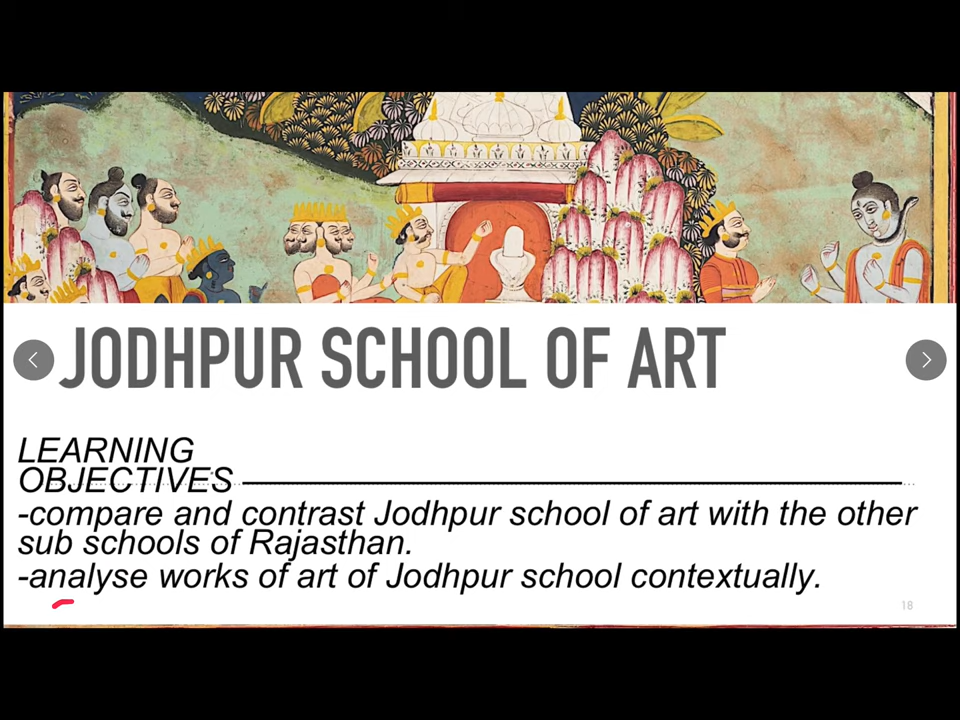 JODHPUR SCHOOL OF ART
LEARNING
OBJECTIVES
-compare and contrast Jodhpur school of art with the other
sub schools of Rajasthan.
-analyse works of art of Jodhpur school contextually.
18